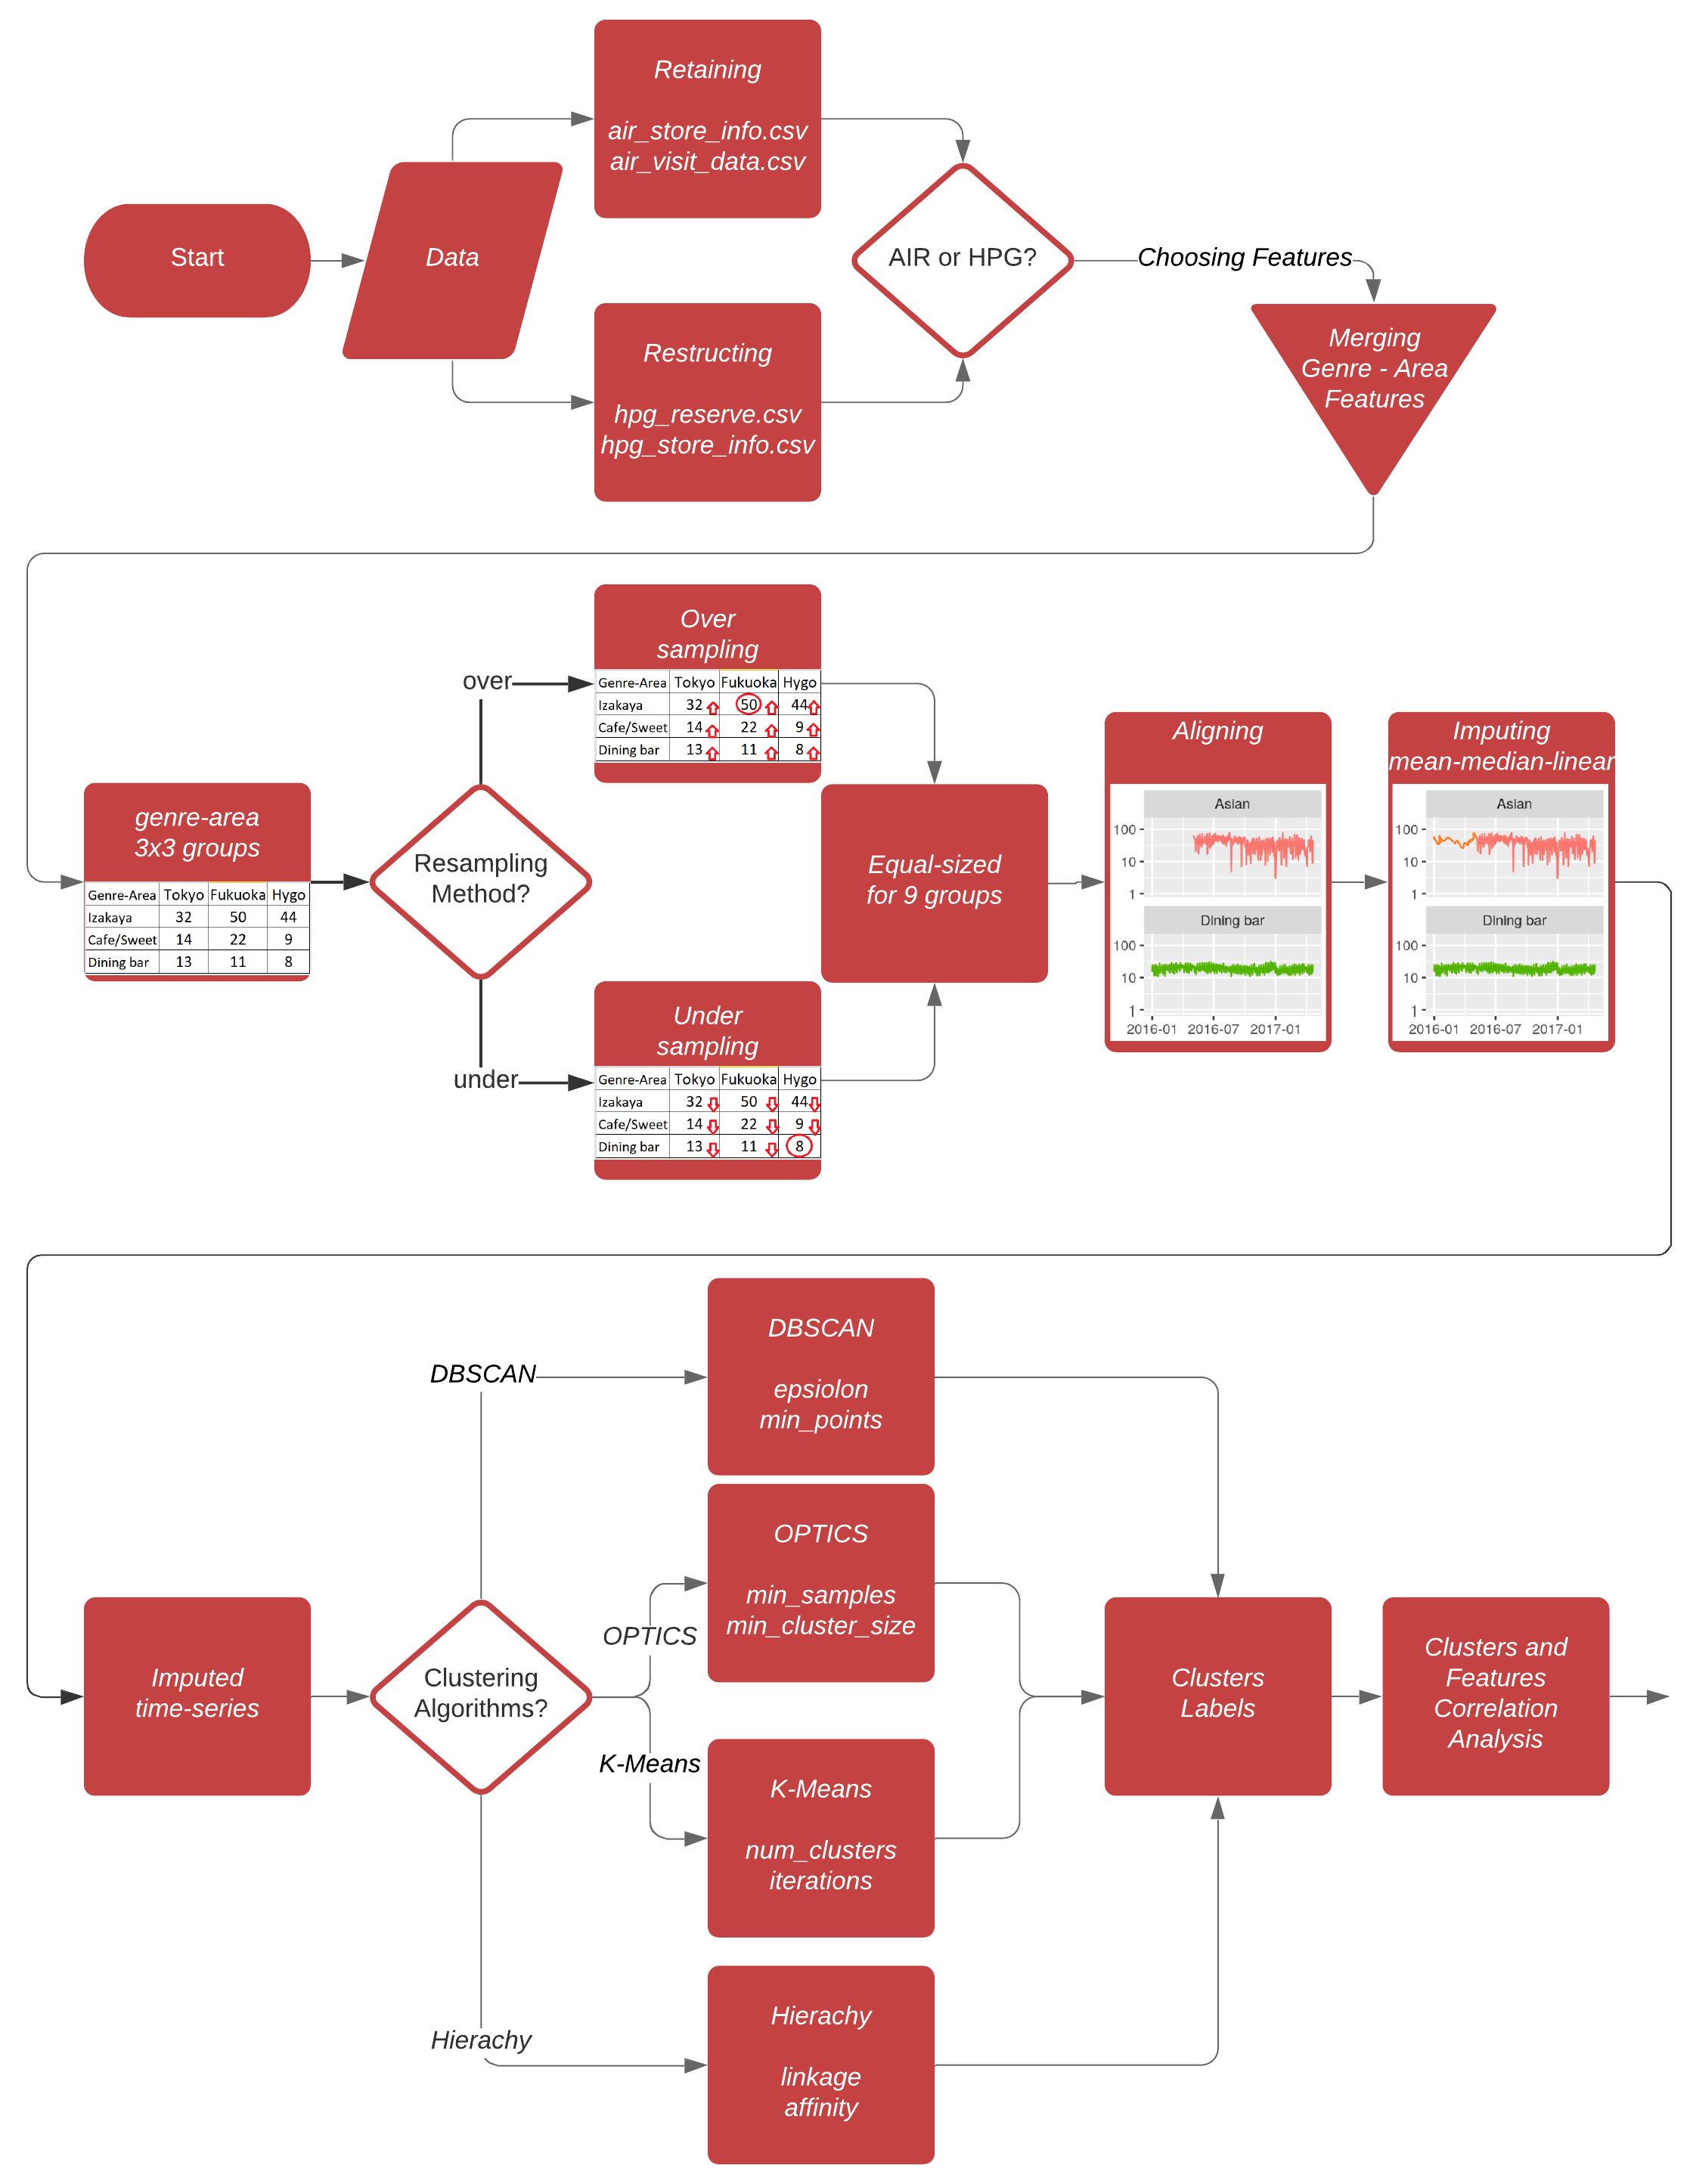 Retaining
air_store_info.csv
air_visit_data.csv
Start
Data
AIR or HPG?
Choosing Features
Restructing
hpg_reserve.csv
hpg_store_info.csv
Merging
Genre - Area
Features
genre-area
3x3 groups
Genre-Area Tokyo Fukuoka Hygo
Izakaya 32 50 44
Cafe/Sweet 14 22 9
Dining bar 13 11 8
Resampling
Method?
over
Over
sampling
Genre-Area Tokyo Fukuoka Hygo
Izakaya 32 50 44
Cafe/Sweet 14 22 9
Dining bar 13 11 8
under
Under
sampling
Genre-Area Tokyo Fukuoka Hygo
Izakaya 32 50 44
Cafe/Sweet 14 22 9
Dining bar 13 11 8
Equal-sized
for 9 groups
Aligning
Asian
100
10
1
Dining bar
100
10
1
2016-01 2016-07 2017-01
Imputing
mean-median-linear
Asian
100
10
1
Dining bar
100
10
1
2016-01 2016-07 2017-01
Imputed
time-series
Clustering
Algorithms?
DBSCAN
DBSCAN
epsiolon
min_points
OPTICS
OPTICS
min_samples
min_cluster_size
K-Means
K-Means
num_clusters
iterations
Hierachy
Hierachy
linkage
affinity
Clusters
Labels
Clusters and
Features
Correlation
Analysis